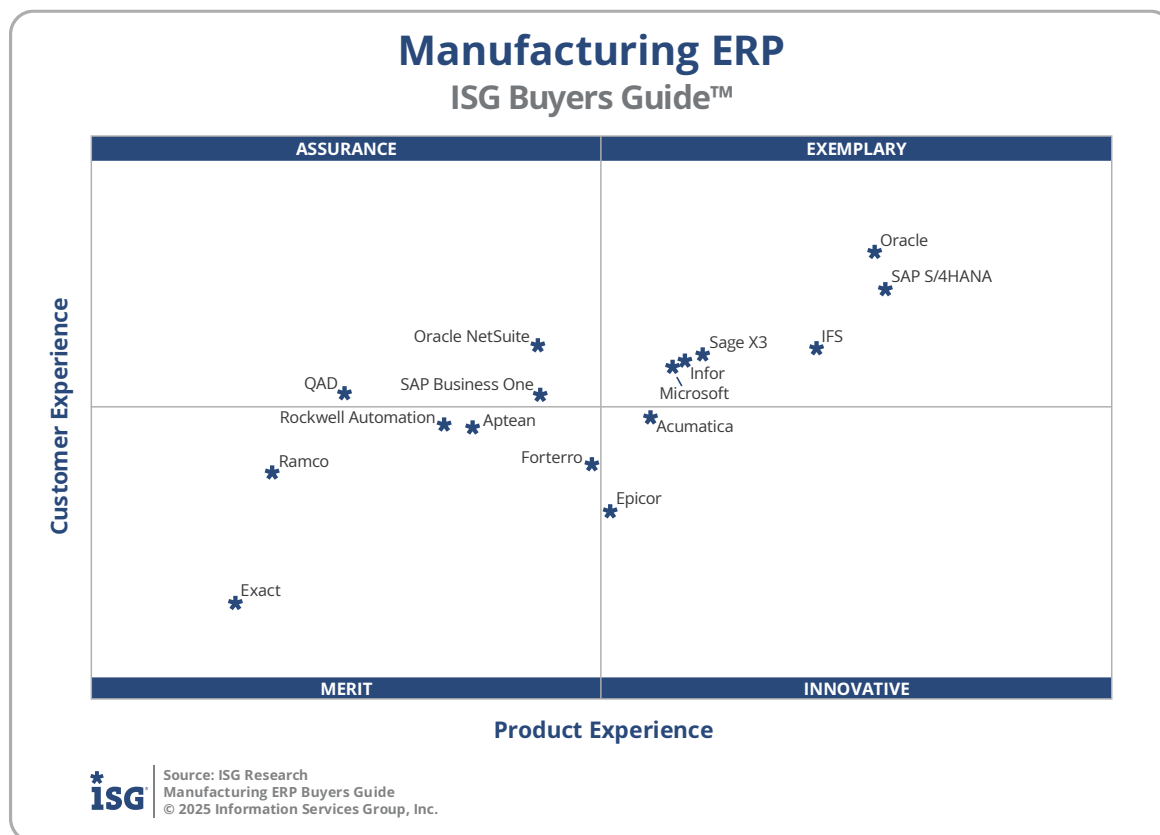 Manufacturing ERP
ISG Buyers Guide™
ASSURANCE
EXEMPLARY
Oracle
SAP S/4HANA
Oracle NetSuite
Sage X3
IFS
Infor
QAD
SAP Business One
Microsoft
Rockwell Automation
Aptean
Acumatica
Ramco
Forterro
Epicor
Exact
Customer Experience
MERIT
INNOVATIVE
Product Experience
ISG
Source: ISG Research
Manufacturing ERP Buyers Guide
© 2025 Information Services Group, Inc.